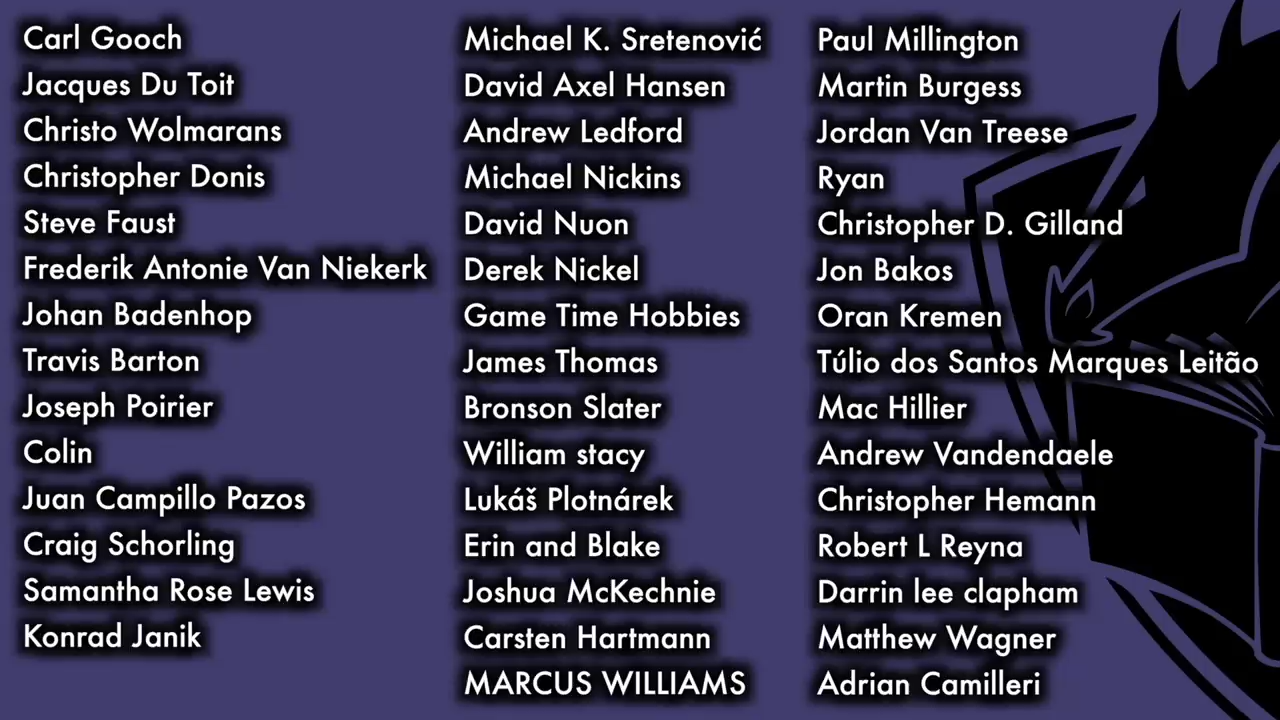 Carl Gooch
Jacques Du Toit
Christo Wolmarans
Christopher Donis
Steve Faust
Frederik Antonie Van Niekerk
Johan Badenhop
Travis Barton
Joseph Poirier
Colin
Juan Campillo Pazos
Craig Schorling
Samantha Rose Lewis
Konrad Janik
Michael K. Sretenović
David Axel Hansen
Andrew Ledford
Michael Nickins
David Nuon
Derek Nickel
Game Time Hobbies
James Thomas
Bronson Slater
William stacy
Lukáš Plotnárek
Erin and Blake
Joshua McKechnie
Carsten Hartmann
MARCUS WILLIAMS
Paul Millington
Martin Burgess
Jordan Van Treese
Ryan
Christopher D. Gilland
Jon Bakos
Oran Kremen
Túlio dos Santos Marques Leitão
Mac Hillier
Andrew Vandendaele
Christopher Hemann
Robert L Reyna
Darrin lee clapham
Matthew Wagner
Adrian Camilleri